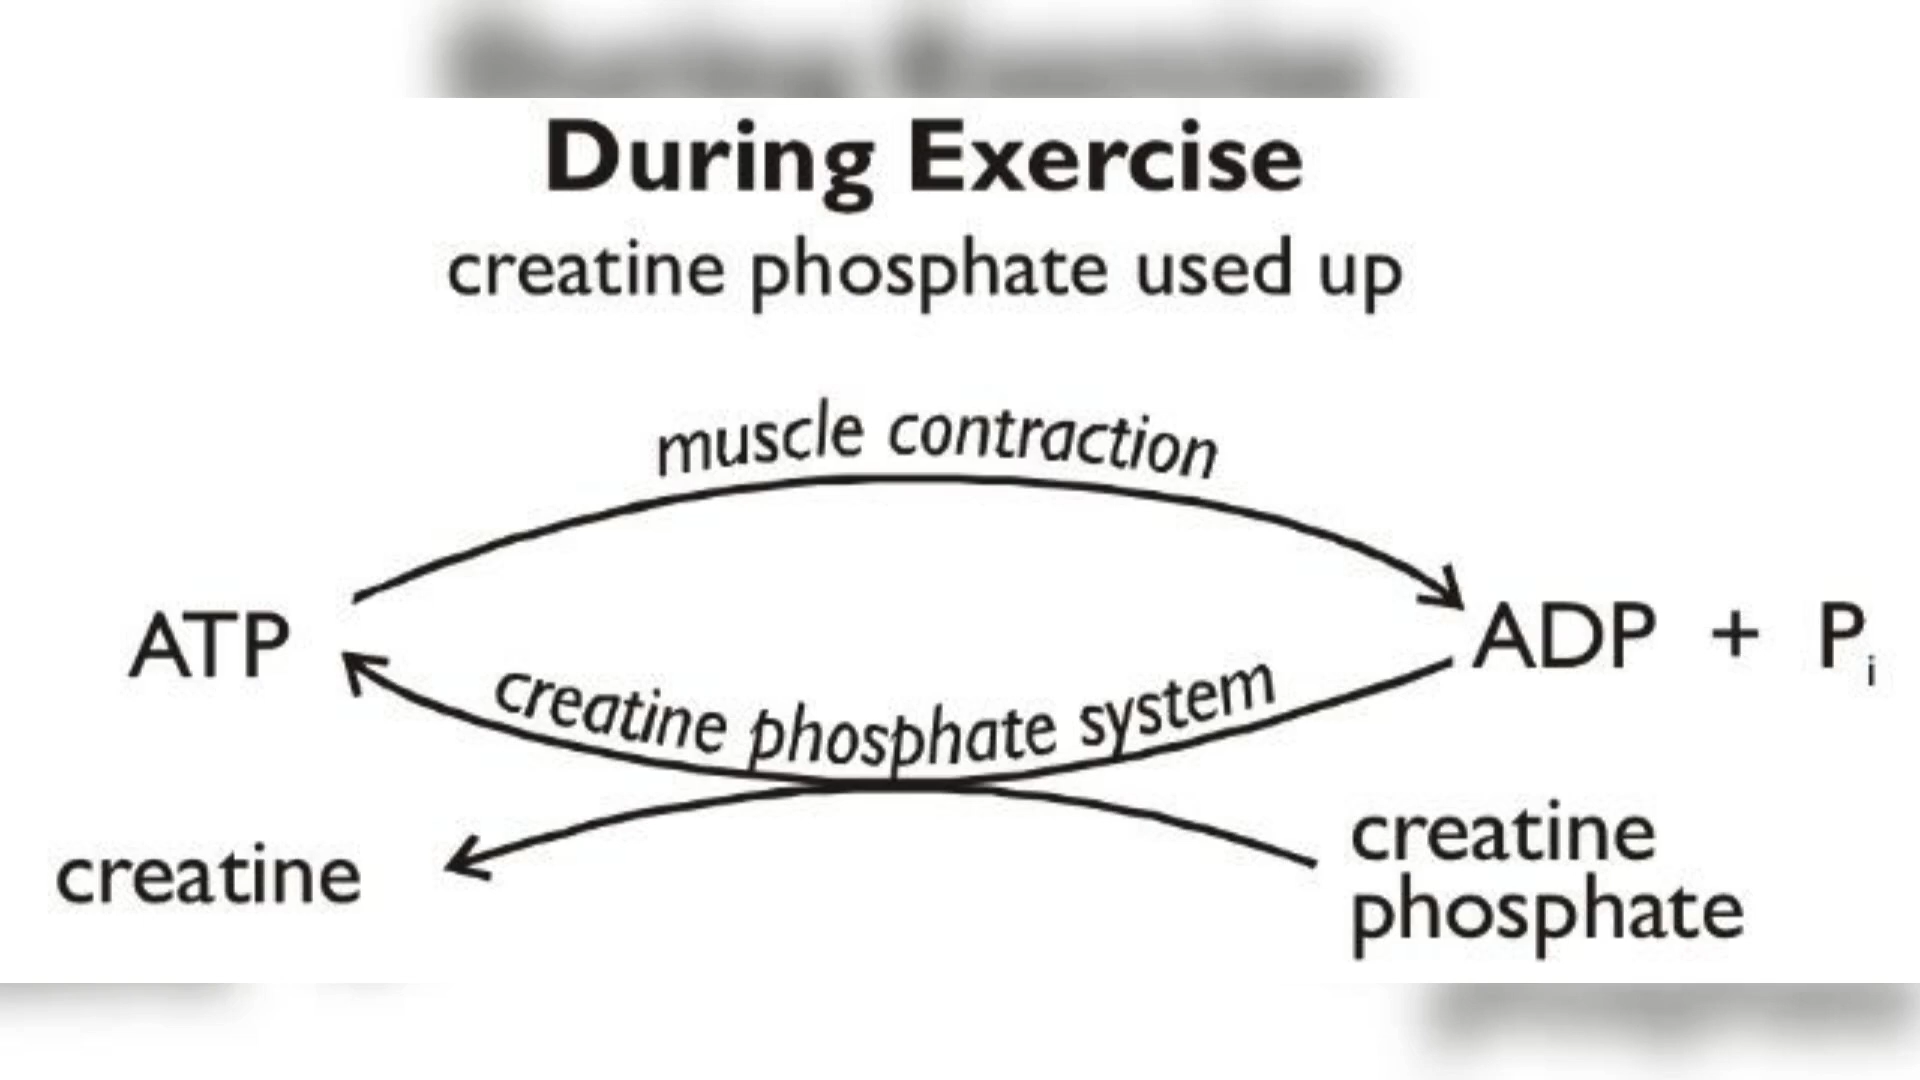 During Exercise
creatine phosphate used up
muscle contraction
ATP
ADP + Pi
creatine phosphate system
creatine
creatine
phosphate